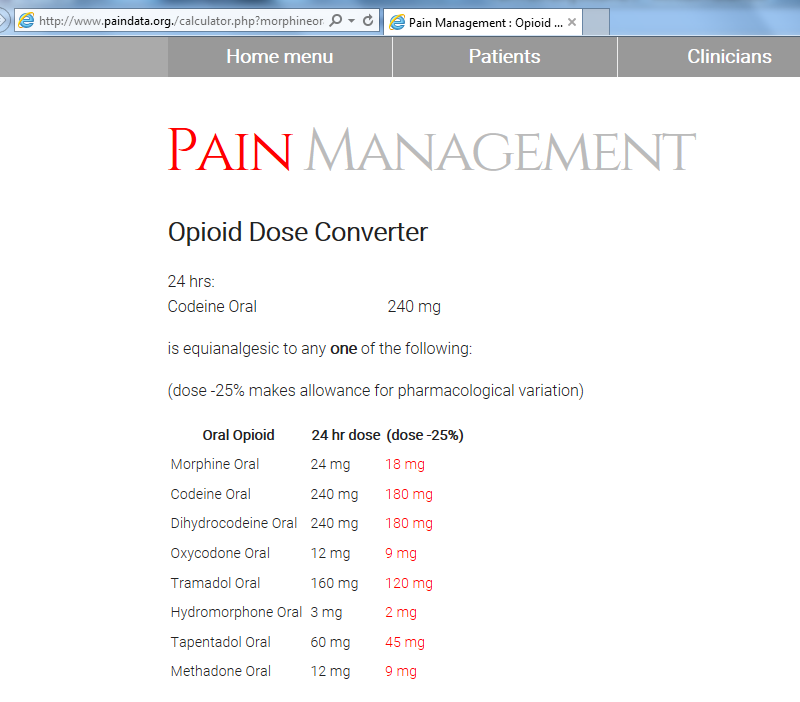 http://www.paindata.org./calculator.php?morphineor
Pain Management : Opioid ...
Home menu Patients Clinicians
PAIN MANAGEMENT
Opioid Dose Converter
24 hrs:
Codeine Oral 240 mg
is equianalgesic to any one of the following:
(dose -25% makes allowance for pharmacological variation)
Oral Opioid 24 hr dose (dose -25%)
Morphine Oral 24 mg 18 mg
Codeine Oral 240 mg 180 mg
Dihydrocodeine Oral 240 mg 180 mg
Oxycodone Oral 12 mg 9 mg
Tramadol Oral 160 mg 120 mg
Hydromorphone Oral 3 mg 2 mg
Tapentadol Oral 60 mg 45 mg
Methadone Oral 12 mg 9 mg